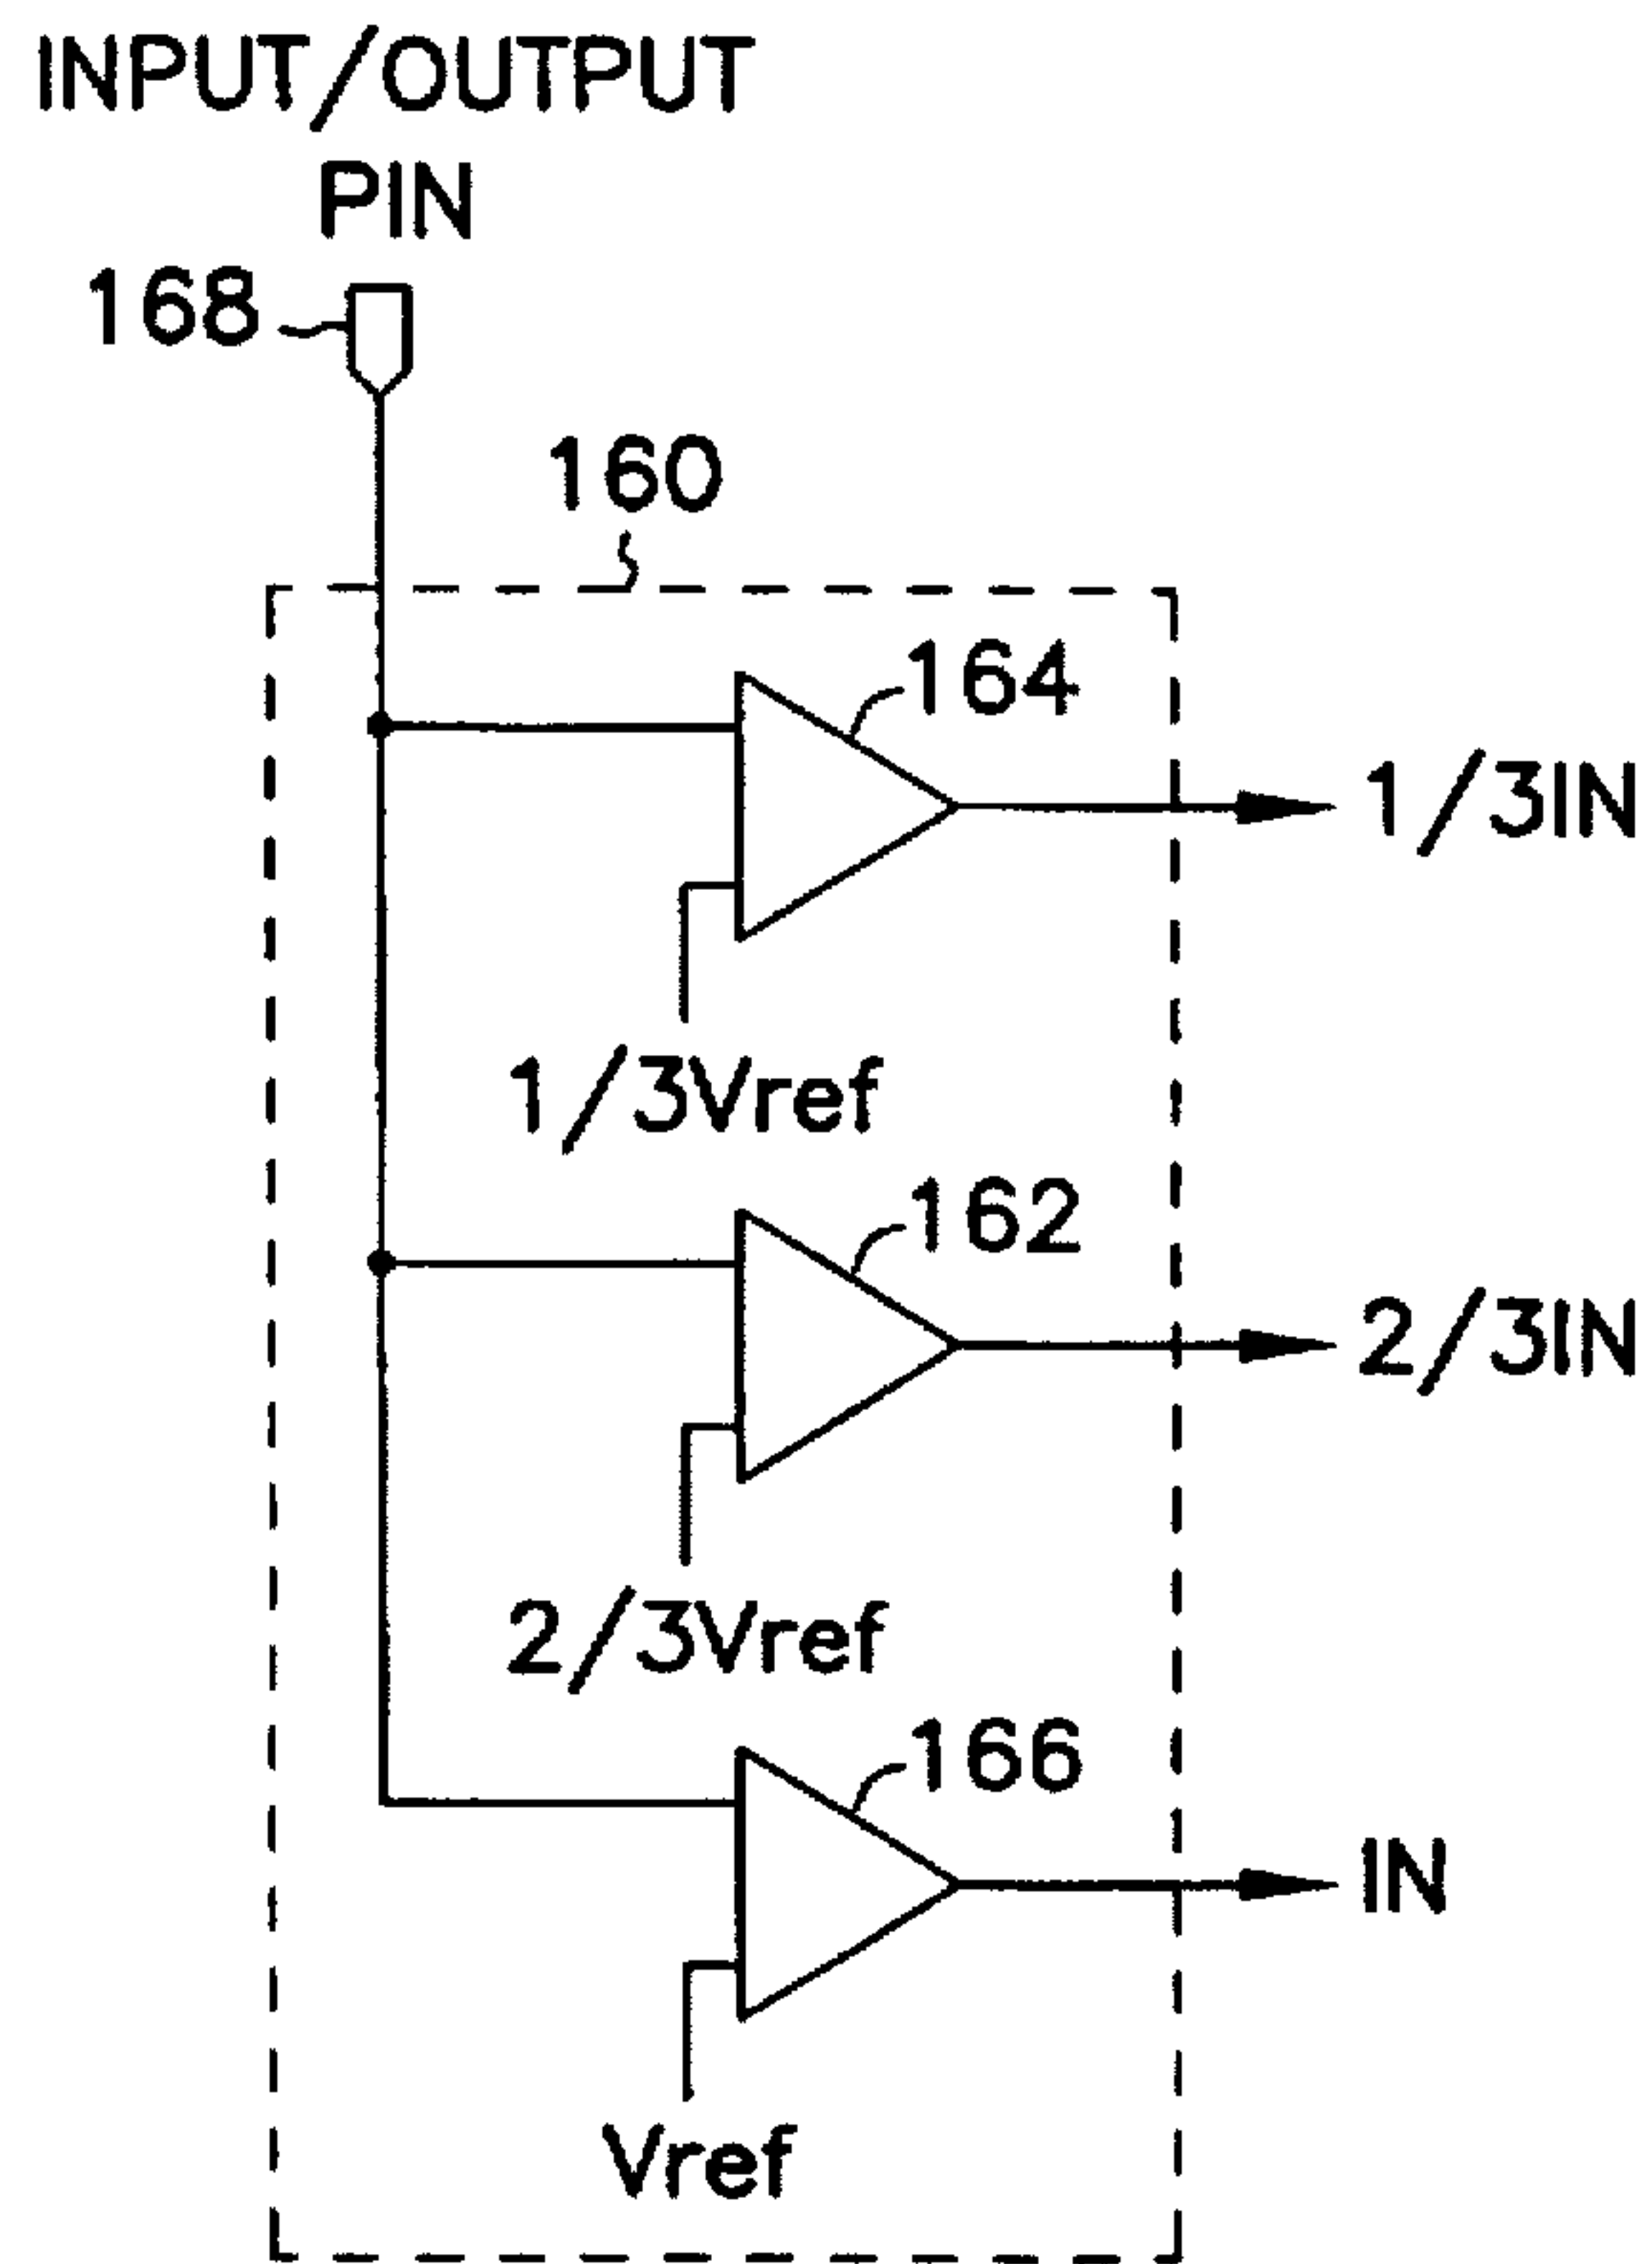 INPUT/OUTPUT
PIN
168
160
164
1/3IN
1/3Vref
162
2/3IN
2/3Vref
166
IN
Vref